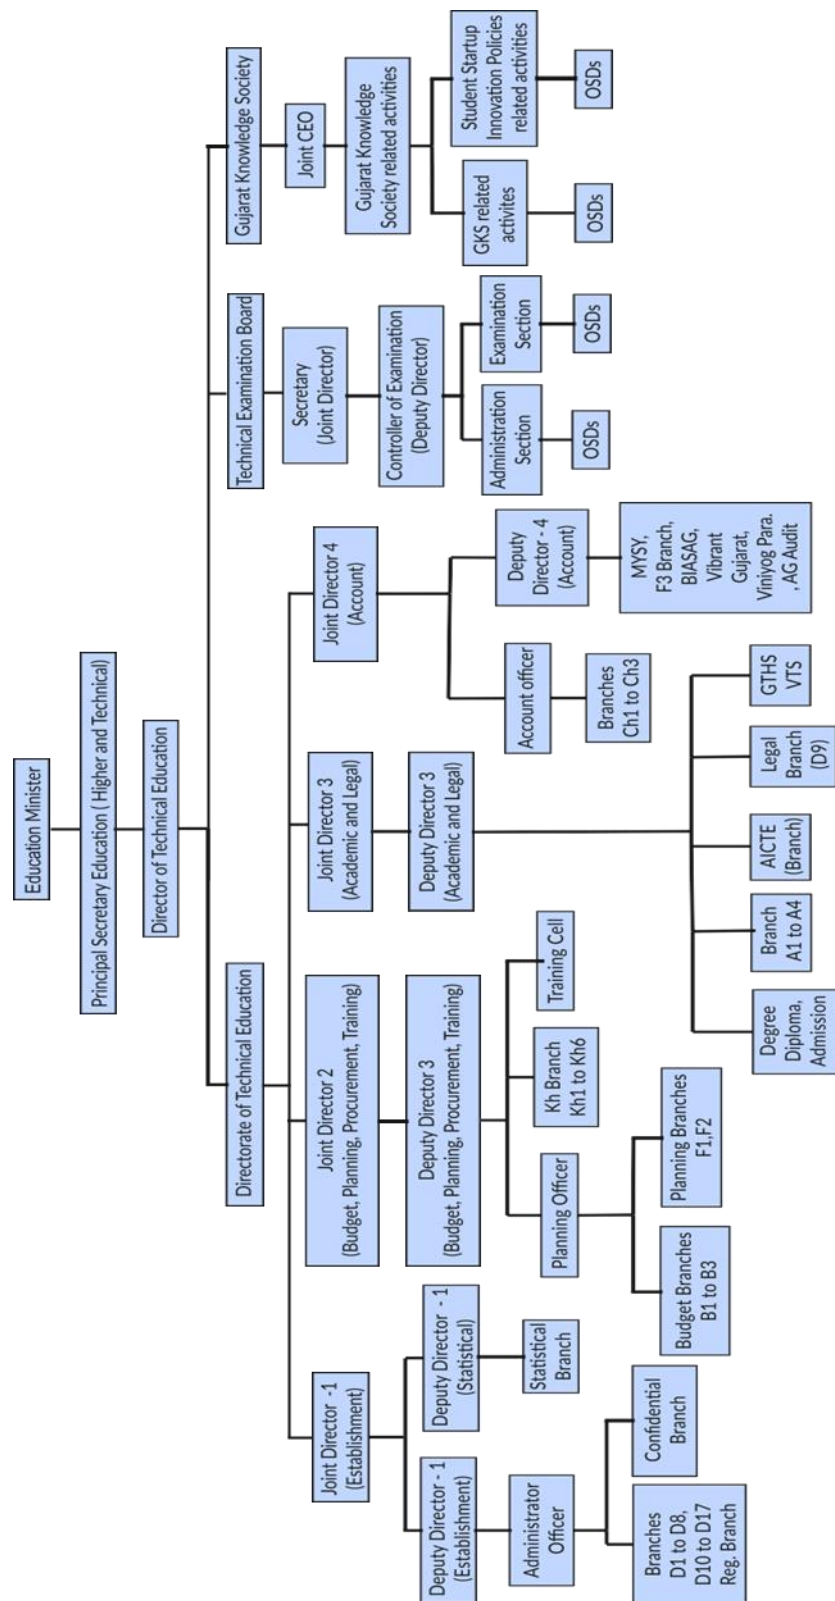 Education Minister
Principal Secretary Education ( Higher and Technical)
Director of Technical Education
Directorate of Technical Education
Technical Examination Board
Gujarat Knowledge Society
Joint Director -1
(Establishment)
Joint Director 2
(Budget, Planning, Procurement, Training)
Joint Director 3
(Academic and Legal)
Joint Director 4
(Account)
Secretary
(Joint Director)
Joint CEO
Deputy Director - 1
(Establishment)
Deputy Director - 1
(Statistical)
Deputy Director 3
(Budget, Planning, Procurement, Training)
Deputy Director 3
(Academic and Legal)
Controller of Examination
(Deputy Director)
Gujarat Knowledge
Society related activities
Administrator
Officer
Statistical
Branch
Planning Officer
Kh Branch
Kh1 to Kh6
Training Cell
Account officer
Deputy
Director - 4
(Account)
Administration
Section
Examination
Section
GKS related
activites
Student Startup
Innovation Policies
related activities
Branches
D1 to D8,
D10 to D17
Reg. Branch
Confidential
Branch
Budget Branches
B1 to B3
Planning Branches
F1,F2
Branches
Ch1 to Ch3
MYSY,
F3 Branch,
BIASAG,
Vibrant
Gujarat,
Viniyog Para.
, AG Audit
OSDs
OSDs
OSDs
OSDs
Degree
Diploma,
Admission
Branch
A1 to A4
AICTE
(Branch)
Legal
Branch
(D9)
GTHS
VTS